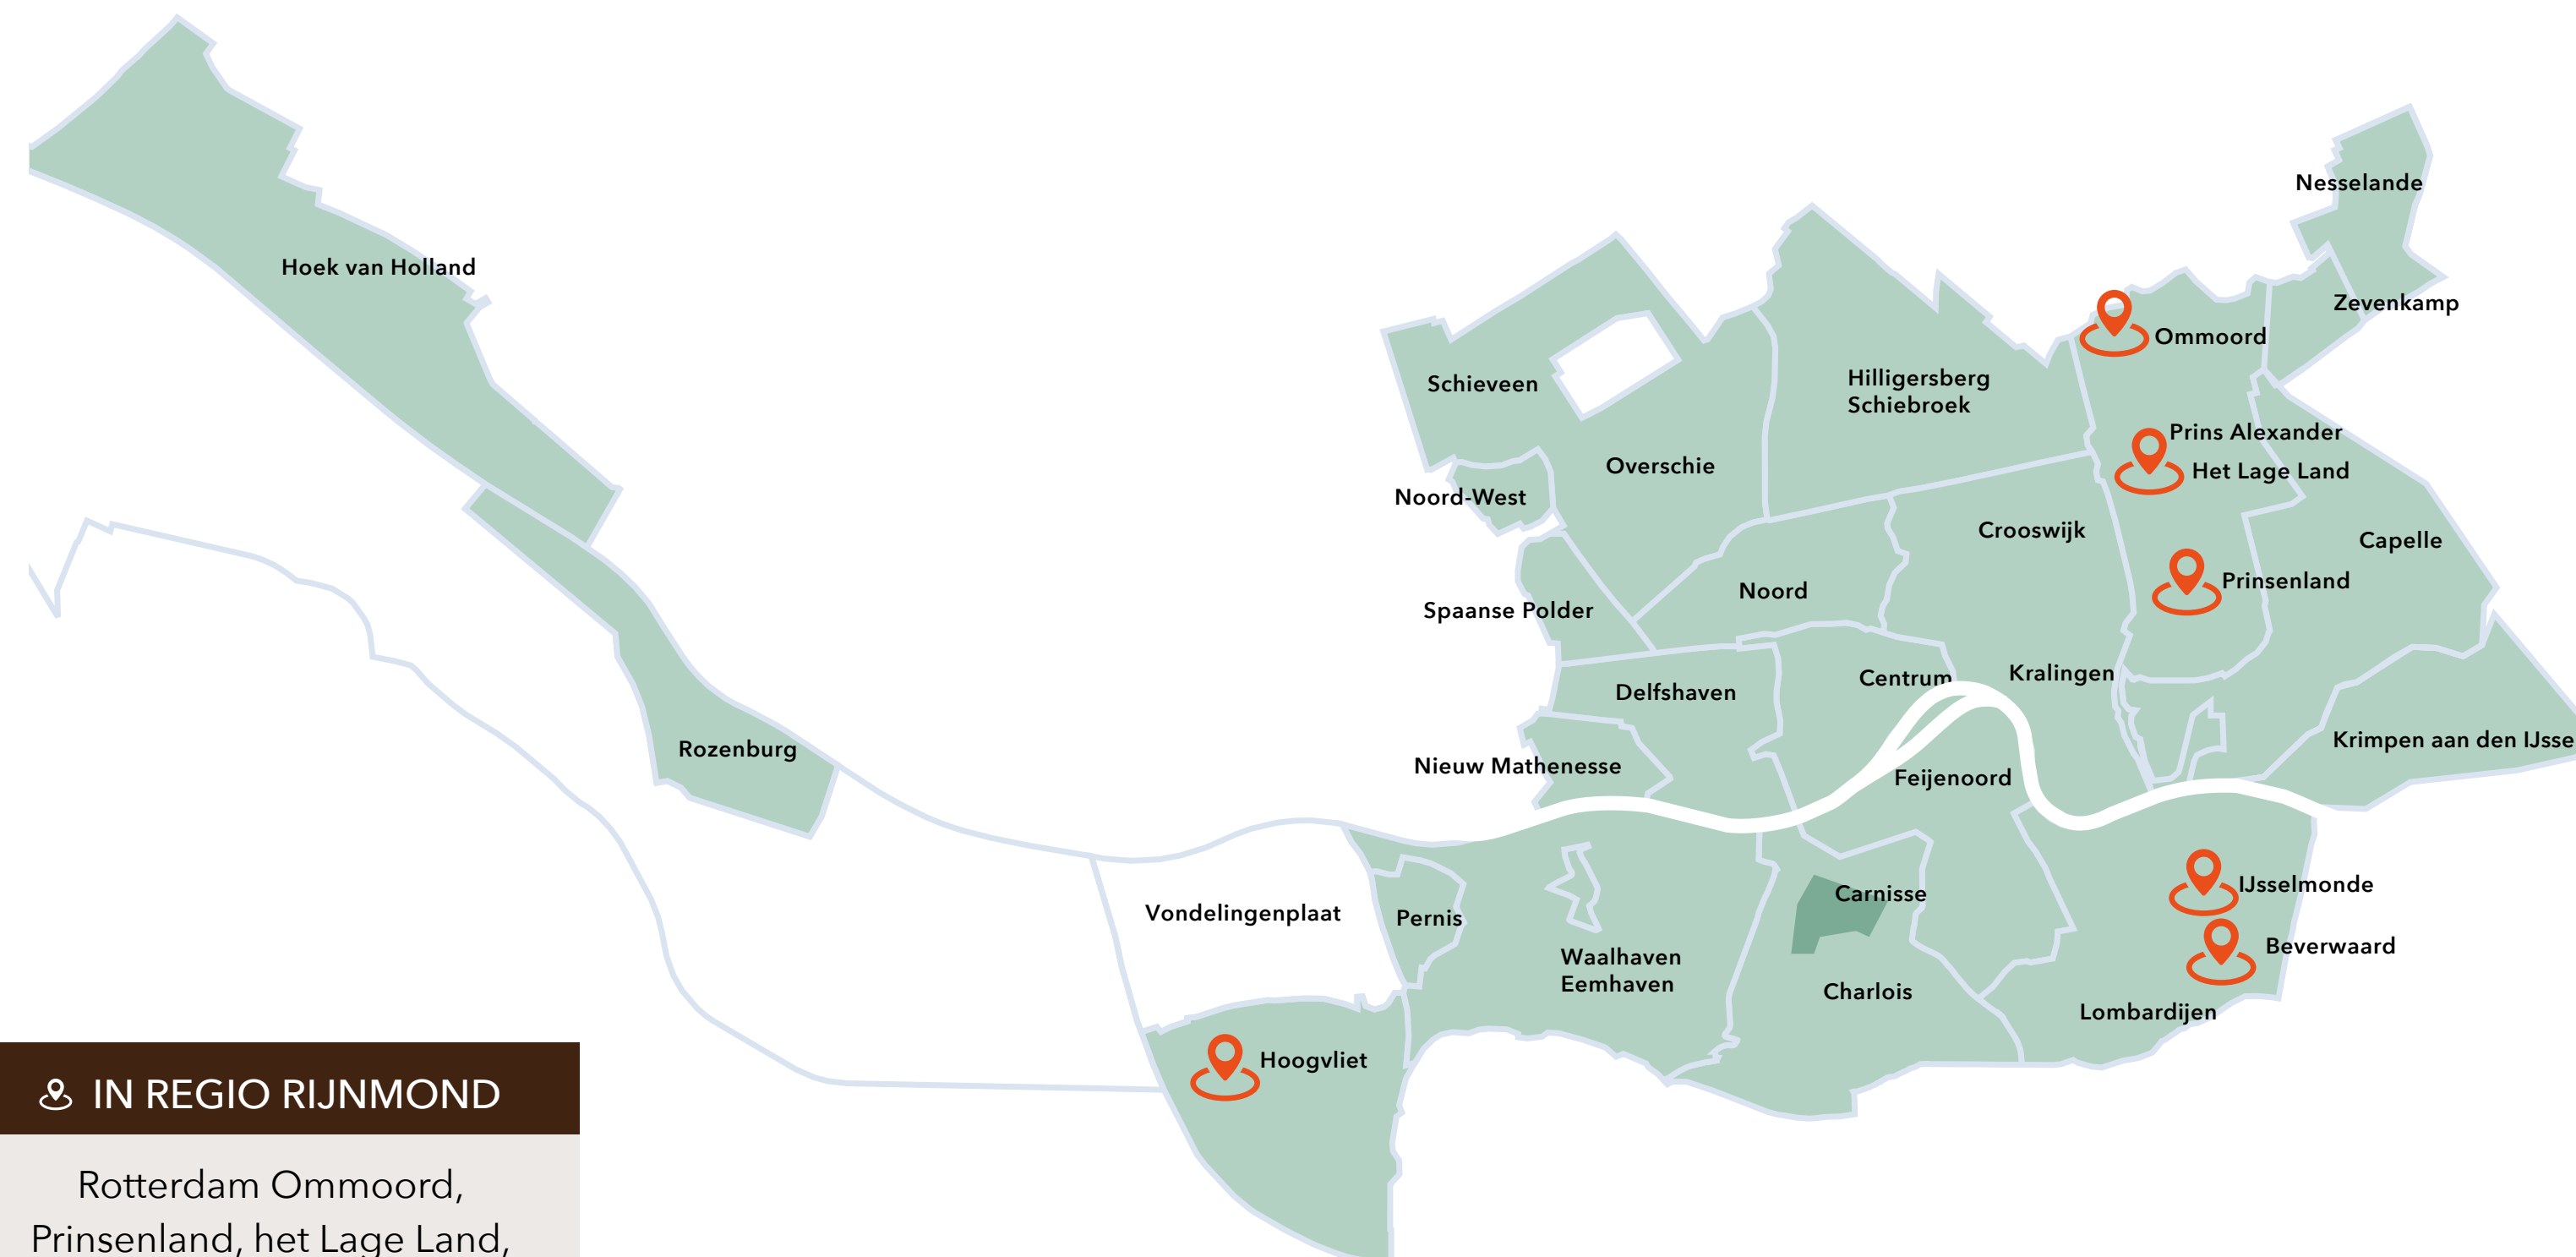 Nesselande
Hoek van Holland
Zevenkamp
Ommoord
Schieveen
Hilligersberg
Schiebroek
Prins Alexander
Overschie
Het Lage Land
Noord-West
Crooswijk
Capelle
Prinsenland
Noord
Spaanse Polder
Kralingen
Centrum
Delfshaven
Krimpen aan den IJsse
Rozenburg
Nieuw Mathenesse
Feijenoord
IJsselmonde
Carnisse
Vondelingenplaat
Pernis
Beverwaard
Waalhaven
Eemhaven
Charlois
Lombardijen
Hoogvliet
IN REGIO RIJNMOND
Rotterdam Ommoord,
Prinsenland, het Lage Land,